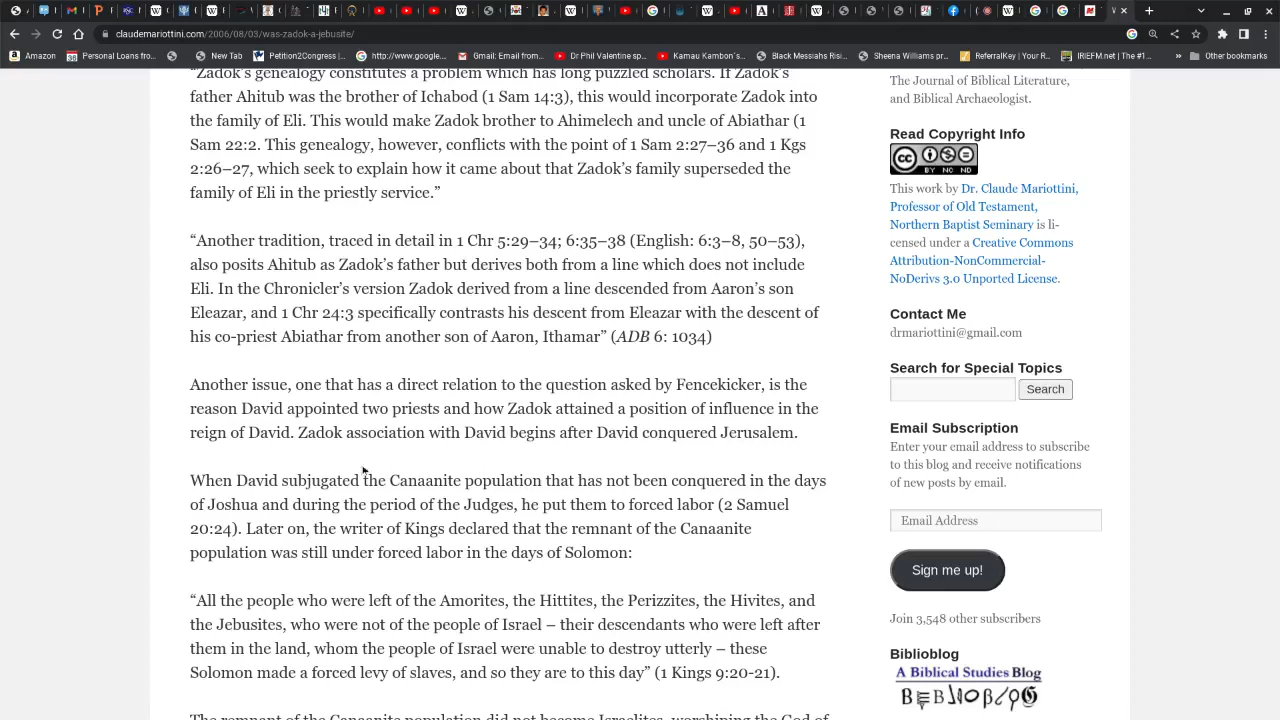 claudemariottini.com/2006/08/03/was-zadok-a-jebusite/
Amazon
Personal Loans fro...
New Tab
Petition2Congress |...
http://www.google...
Gmail: Email from...
Dr Phil Valentine sp...
Kamau Kambon's...
Black Messiahs Risi...
Sheena Williams pr...
ReferralKey | Your R...
IRIEFM.net | The #1...
Other bookmarks
"Zadok's genealogy constitutes a problem which has long puzzled scholars. If Zadok's
father Ahitub was the brother of Ichabod (1 Sam 14:3), this would incorporate Zadok into
the family of Eli. This would make Zadok brother to Ahimelech and uncle of Abiathar (1
Sam 22:2. This genealogy, however, conflicts with the point of 1 Sam 2:27–36 and 1 Kgs
2:26–27, which seek to explain how it came about that Zadok's family superseded the
family of Eli in the priestly service."
"Another tradition, traced in detail in 1 Chr 5:29–34; 6:35–38 (English: 6:3–8, 50–53),
also posits Ahitub as Zadok's father but derives both from a line which does not include
Eli. In the Chronicler's version Zadok derived from a line descended from Aaron's son
Eleazar, and 1 Chr 24:3 specifically contrasts his descent from Eleazar with the descent of
his co-priest Abiathar from another son of Aaron, Ithamar" (ADB 6: 1034)
Another issue, one that has a direct relation to the question asked by Fencekicker, is the
reason David appointed two priests and how Zadok attained a position of influence in the
reign of David. Zadok association with David begins after David conquered Jerusalem.
When David subjugated the Canaanite population that has not been conquered in the days
of Joshua and during the period of the Judges, he put them to forced labor (2 Samuel
20:24). Later on, the writer of Kings declared that the remnant of the Canaanite
population was still under forced labor in the days of Solomon:
"All the people who were left of the Amorites, the Hittites, the Perizzites, the Hivites, and
the Jebusites, who were not of the people of Israel – their descendants who were left after
them in the land, whom the people of Israel were unable to destroy utterly – these
Solomon made a forced levy of slaves, and so they are to this day" (1 Kings 9:20-21).
The remnant of the Canaanite population did not become Israelites, worshiping the God of
The Journal of Biblical Literature,
and Biblical Archaeologist.
Read Copyright Info
CC
BY NC ND
This work by Dr. Claude Mariottini,
Professor of Old Testament,
Northern Baptist Seminary is li-
censed under a Creative Commons
Attribution-NonCommercial-
NoDerivs 3.0 Unported License.
Contact Me
drmariottini@gmail.com
Search for Special Topics
Search
Email Subscription
Enter your email address to subscribe
to this blog and receive notifications
of new posts by email.
Email Address
Sign me up!
Join 3,548 other subscribers
Biblioblog
A Biblical Studies Blog